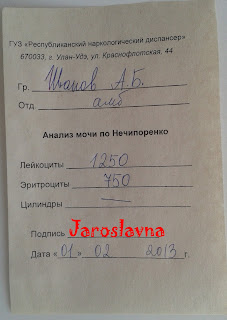 ГУЗ «Республиканский наркологический диспансер»
670033, г. Улан-Удэ, ул. Краснофлотская, 44
Гр. Иванов А.Б.
Отд. амб
Анализ мочи по Нечипоренко
Лейкоциты 1250
Эритроциты 750
Цилиндры —
Подпись Jaroslavna
Дата «01» 02 2013 г.